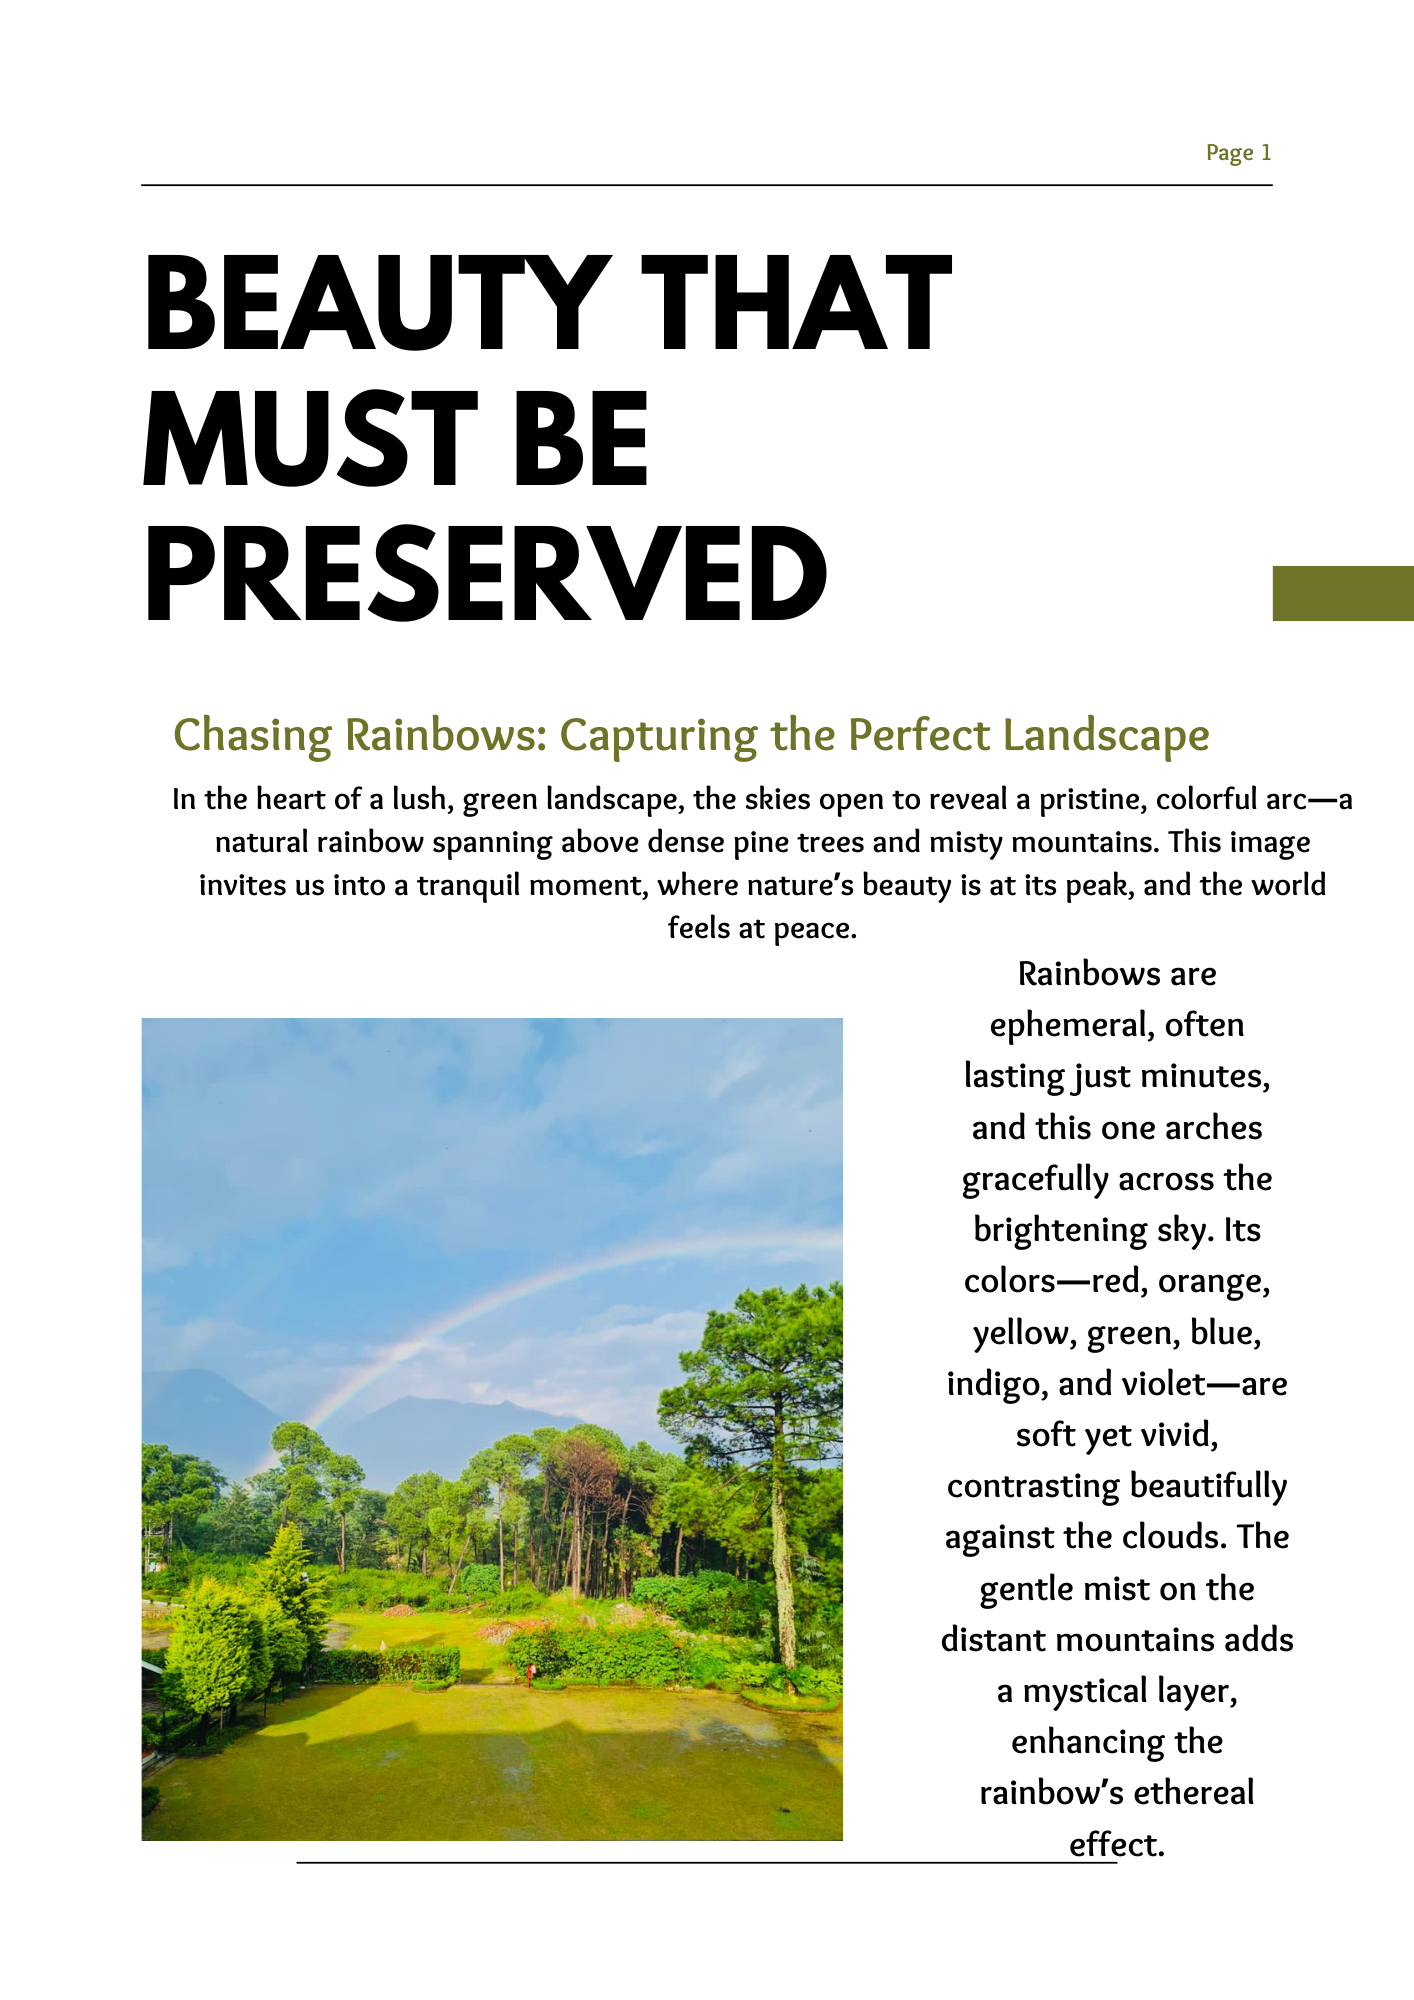 Page 1
BEAUTY THAT
MUST BE
PRESERVED
Chasing Rainbows: Capturing the Perfect Landscape
In the heart of a lush, green landscape, the skies open to reveal a pristine, colorful arc—a
natural rainbow spanning above dense pine trees and misty mountains. This image
invites us into a tranquil moment, where nature’s beauty is at its peak, and the world
feels at peace.
Rainbows are
ephemeral, often
lasting just minutes,
and this one arches
gracefully across the
brightening sky. Its
colors—red, orange,
yellow, green, blue,
indigo, and violet—are
soft yet vivid,
contrasting beautifully
against the clouds. The
gentle mist on the
distant mountains adds
a mystical layer,
enhancing the
rainbow’s ethereal
effect.